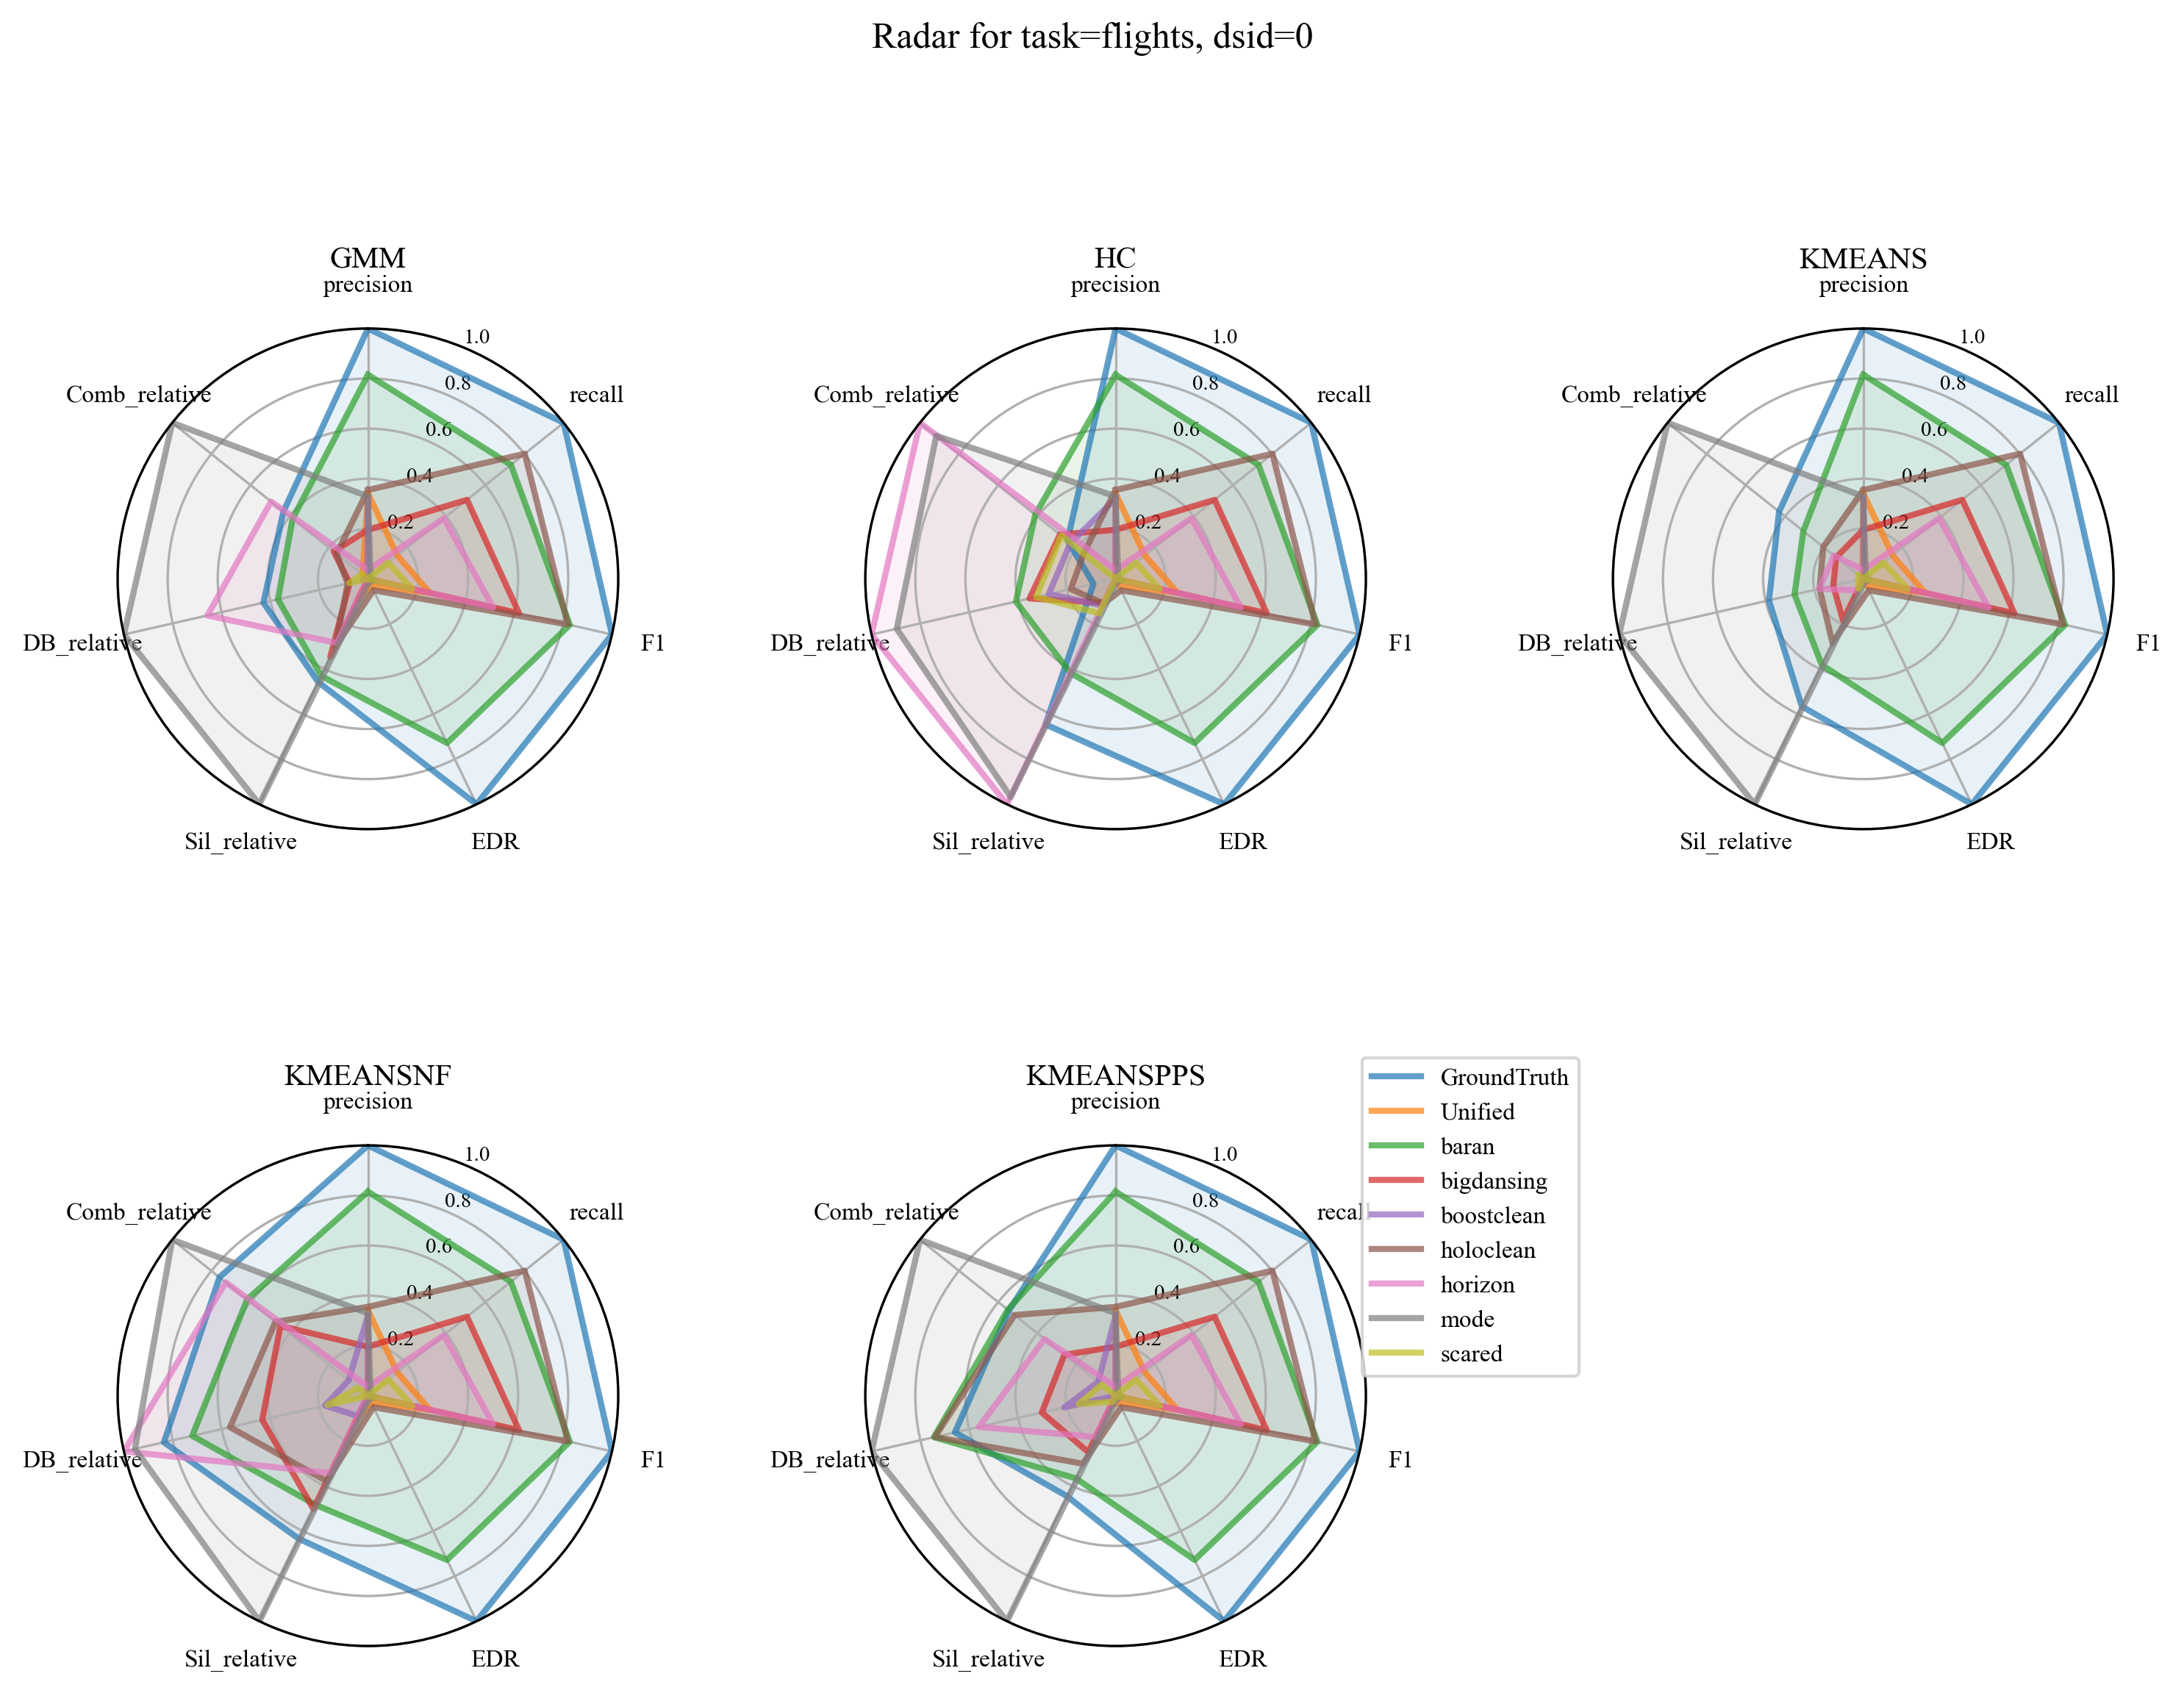 Radar for task=flights, dsid=0
GMM
precision
recall
F1
EDR
Sil_relative
DB_relative
Comb_relative
0.2
0.4
0.6
0.8
1.0
HC
precision
recall
F1
EDR
Sil_relative
DB_relative
Comb_relative
0.2
0.4
0.6
0.8
1.0
KMEANS
precision
recall
F1
EDR
Sil_relative
DB_relative
Comb_relative
0.2
0.4
0.6
0.8
1.0
KMEANSNF
precision
recall
F1
EDR
Sil_relative
DB_relative
Comb_relative
0.2
0.4
0.6
0.8
1.0
KMEANSPPS
precision
recall
F1
EDR
Sil_relative
DB_relative
Comb_relative
0.2
0.4
0.6
0.8
1.0
GroundTruth
Unified
baran
bigdansing
boostclean
holoclean
horizon
mode
scared